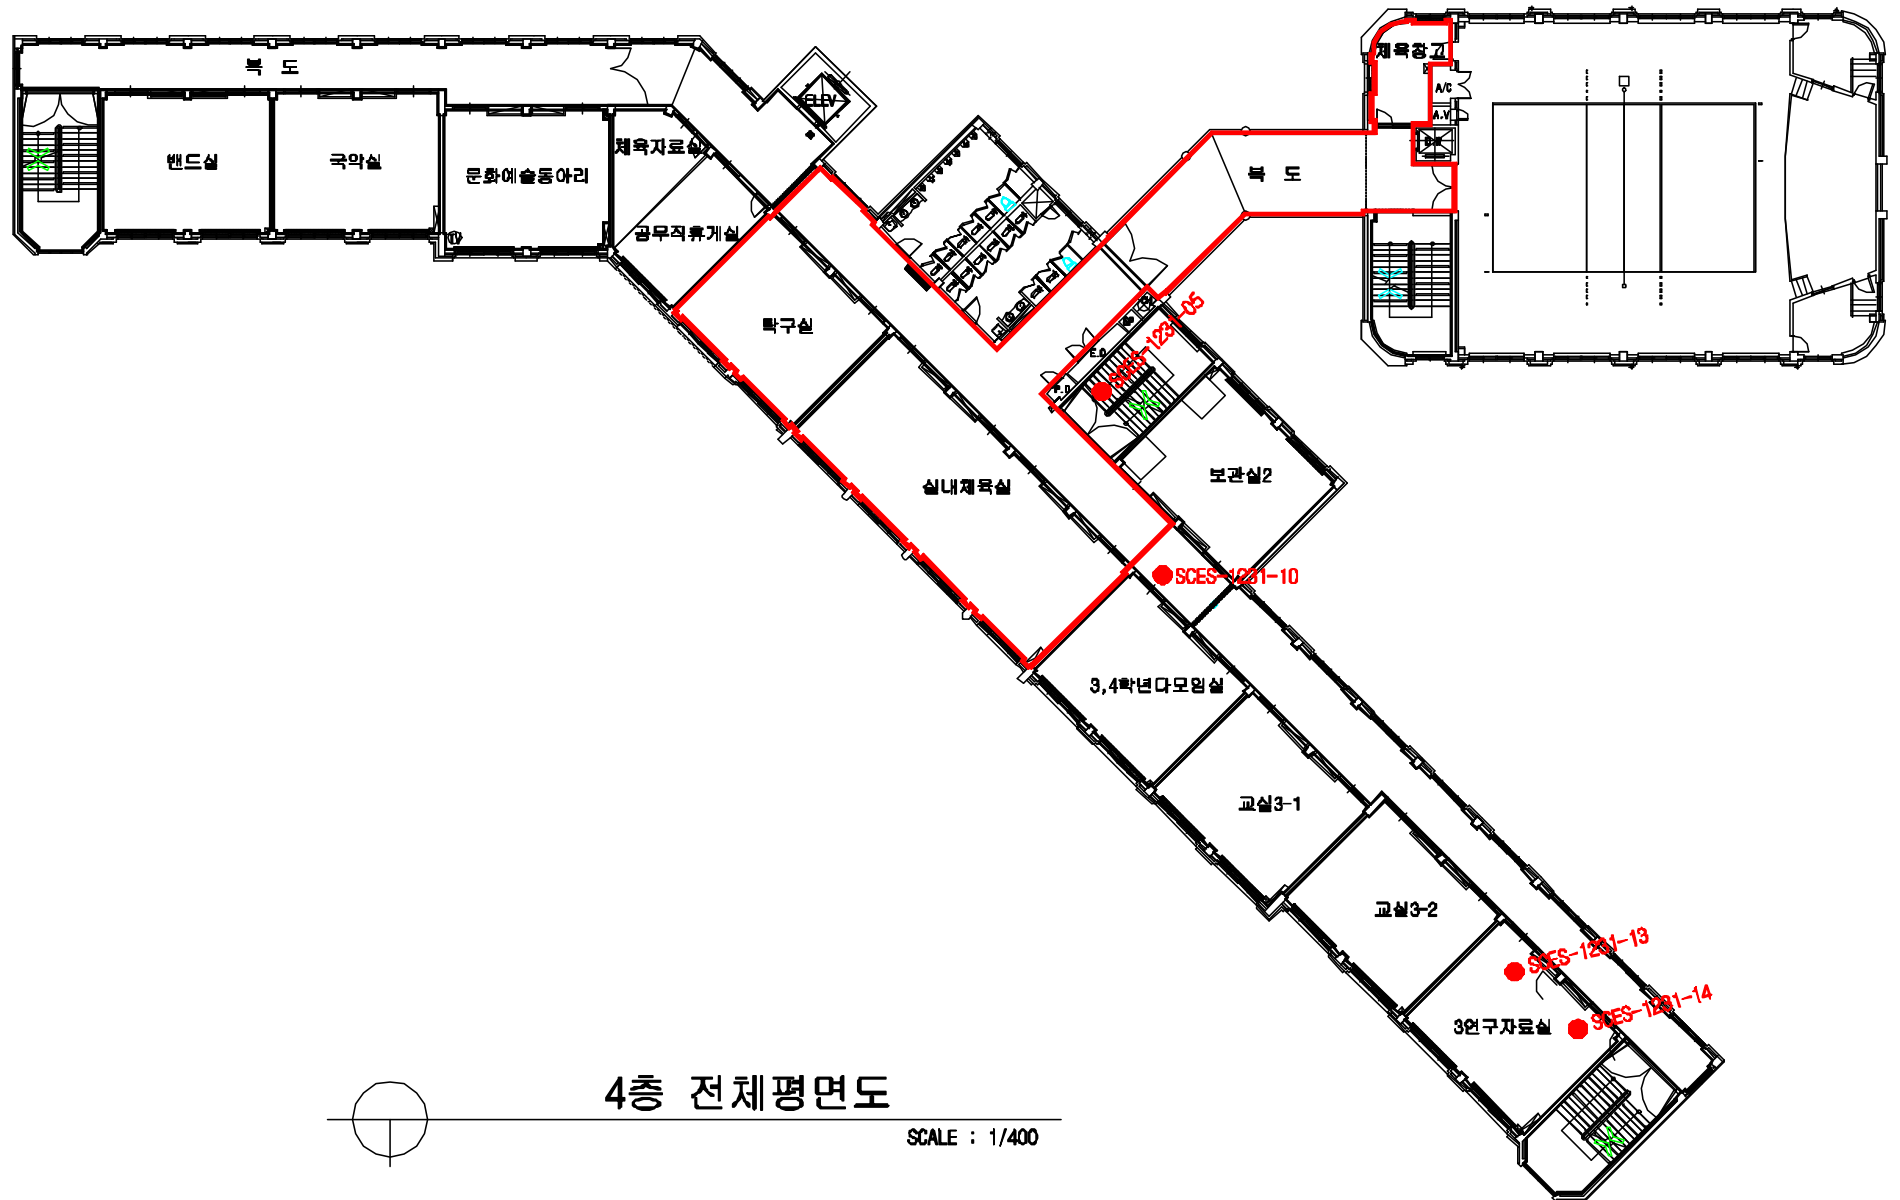 복 도
ELEV
밴드실
국악실
문화예술동아리
체육자료실
공무직휴게실
탁구실
실내체육실
복 도
체육창고
A/C
A.V
D.W
E.D
P.D
SCES-1231-05
보관실2
SCES-1231-10
3,4학년다모임실
교실3-1
교실3-2
SCES-1231-13
SCES-1231-14
3연구자료실
4층 전체평면도
SCALE : 1/400